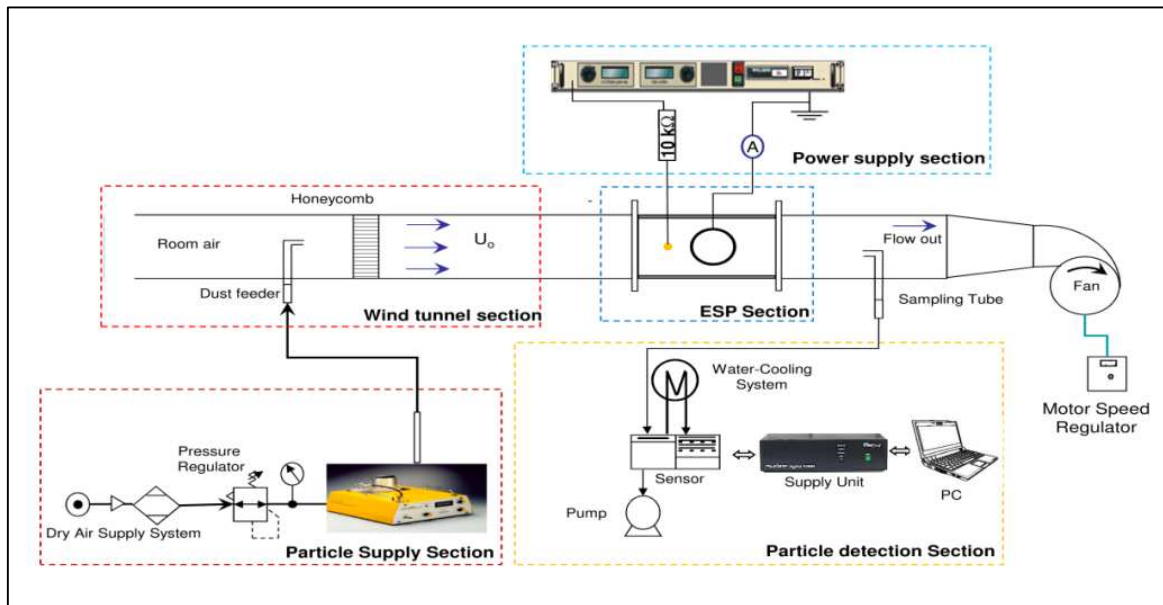 10 kΩ
A
Power supply section
Honeycomb
Room air
Uo
Flow out
Dust feeder
Fan
Sampling Tube
Wind tunnel section
ESP Section
Water-Cooling
System
M
Motor Speed
Regulator
Pressure
Regulator
Sensor
Supply Unit
PC
Pump
Dry Air Supply System
Particle Supply Section
Particle detection Section